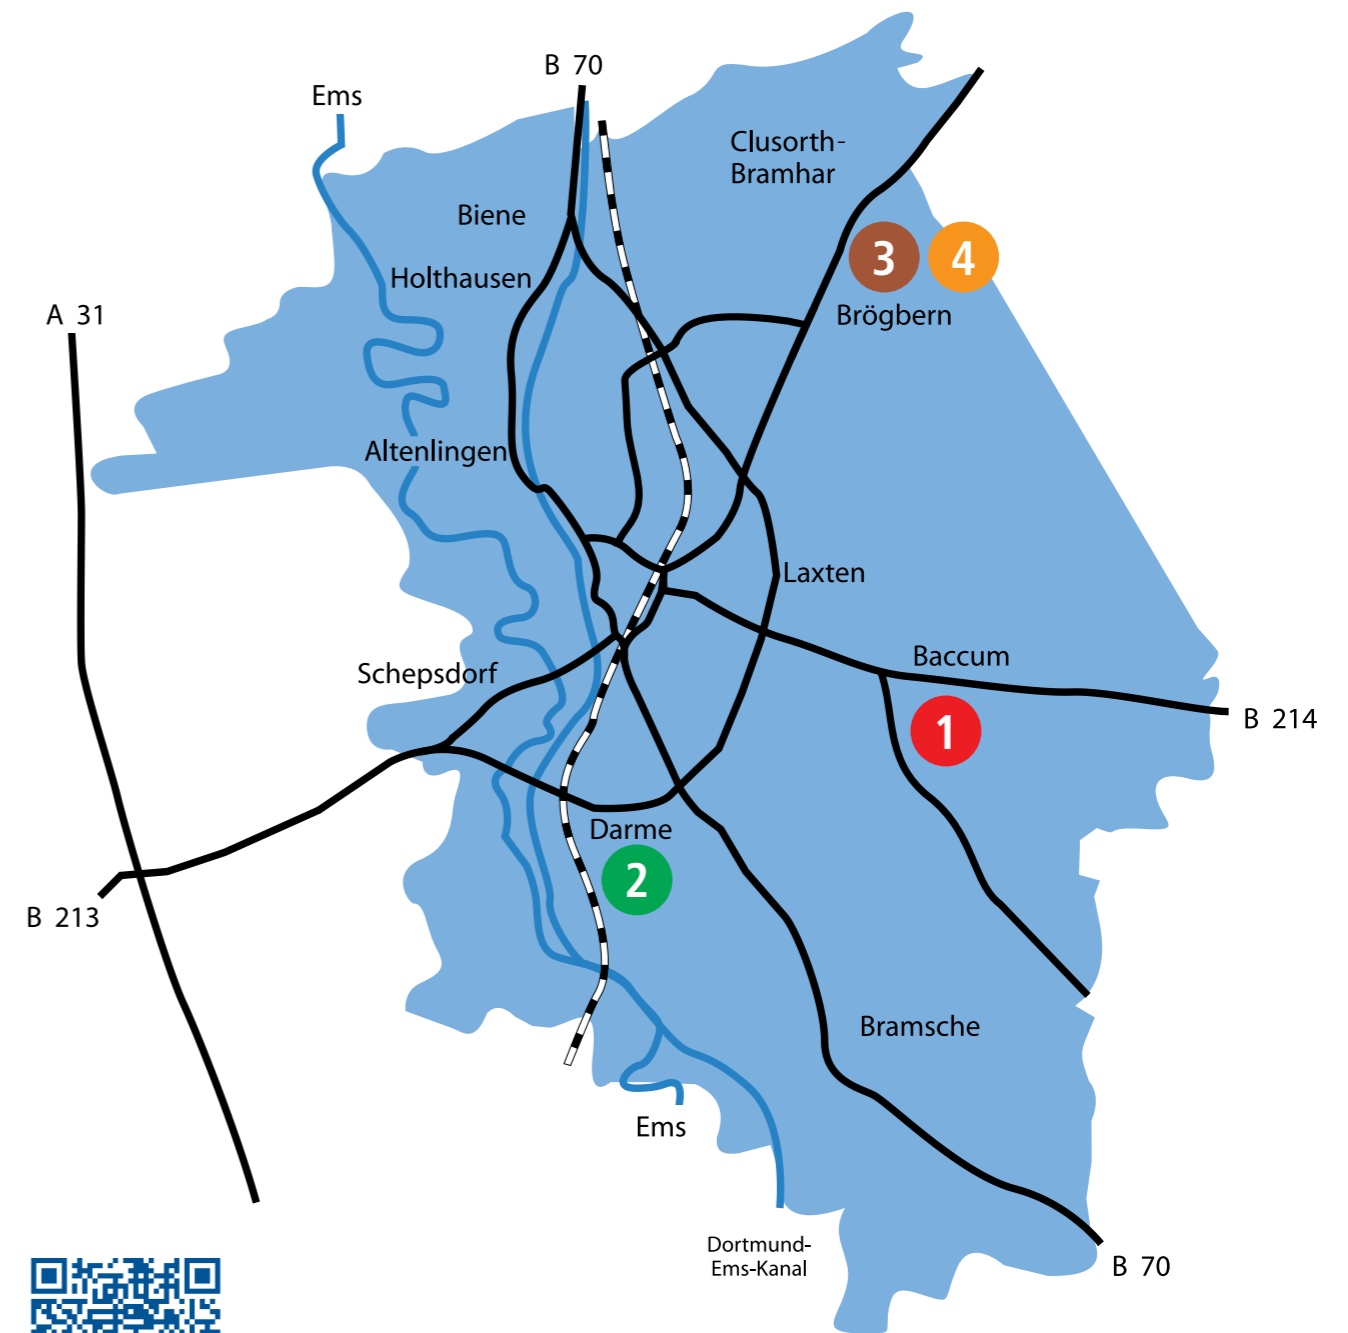 B 70
Ems
Clusorth-
Bramhar
Biene
Holthausen
3
4
A 31
Brögbern
Altenlingen
Laxten
Baccum
Schepsdorf
B 214
1
Darme
2
B 213
Bramsche
Ems
Dortmund-
Ems-Kanal
B 70